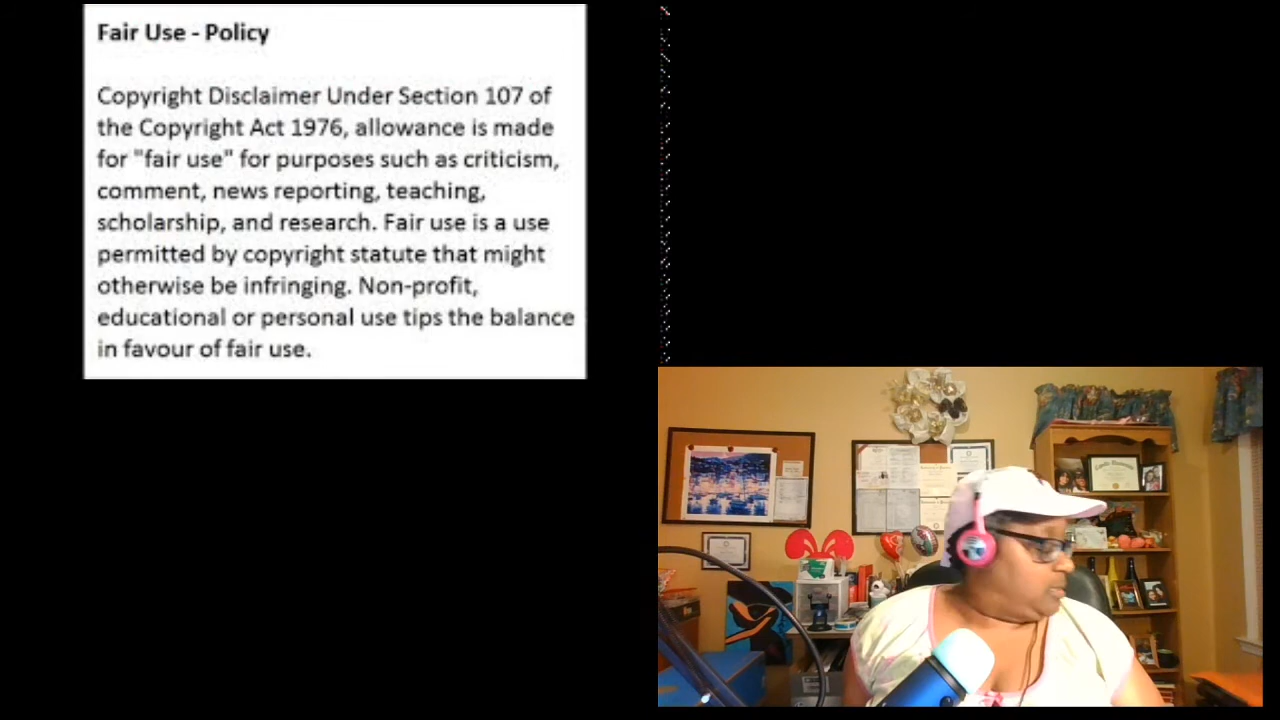 Fair Use - Policy
Copyright Disclaimer Under Section 107 of
the Copyright Act 1976, allowance is made
for "fair use" for purposes such as criticism,
comment, news reporting, teaching,
scholarship, and research. Fair use is a use
permitted by copyright statute that might
otherwise be infringing. Non-profit,
educational or personal use tips the balance
in favour of fair use.